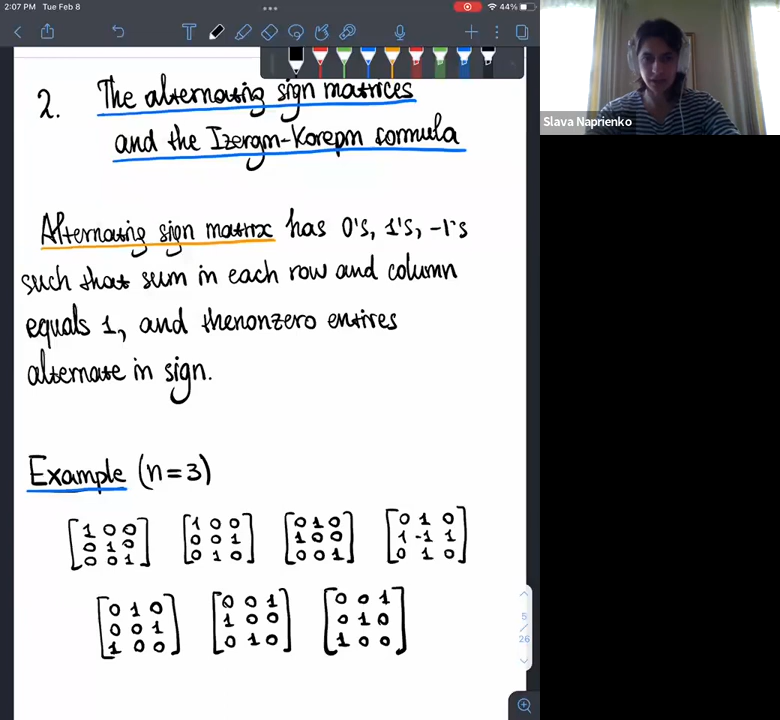 2:07 PM Tue Feb 8
44%
Slava Naprienko
2. The alternating sign matrices
and the Izergin-Korepin formula
Alternating sign matrix has 0's, 1's, -1's
such that sum in each row and column
equals 1, and thenonzero entires
alternate in sign.
Example (n=3)
[1 0 0 [1 0 0 [0 1 0 [0 1 0
0 1 0 0 0 1 1 0 0 1 -1 1
0 0 1] 0 1 0] 0 0 1] 0 1 0]
[0 1 0 [0 0 1 [0 0 1
0 0 1 1 0 0 0 1 0
1 0 0] 0 1 0] 1 0 0]
5
/
26